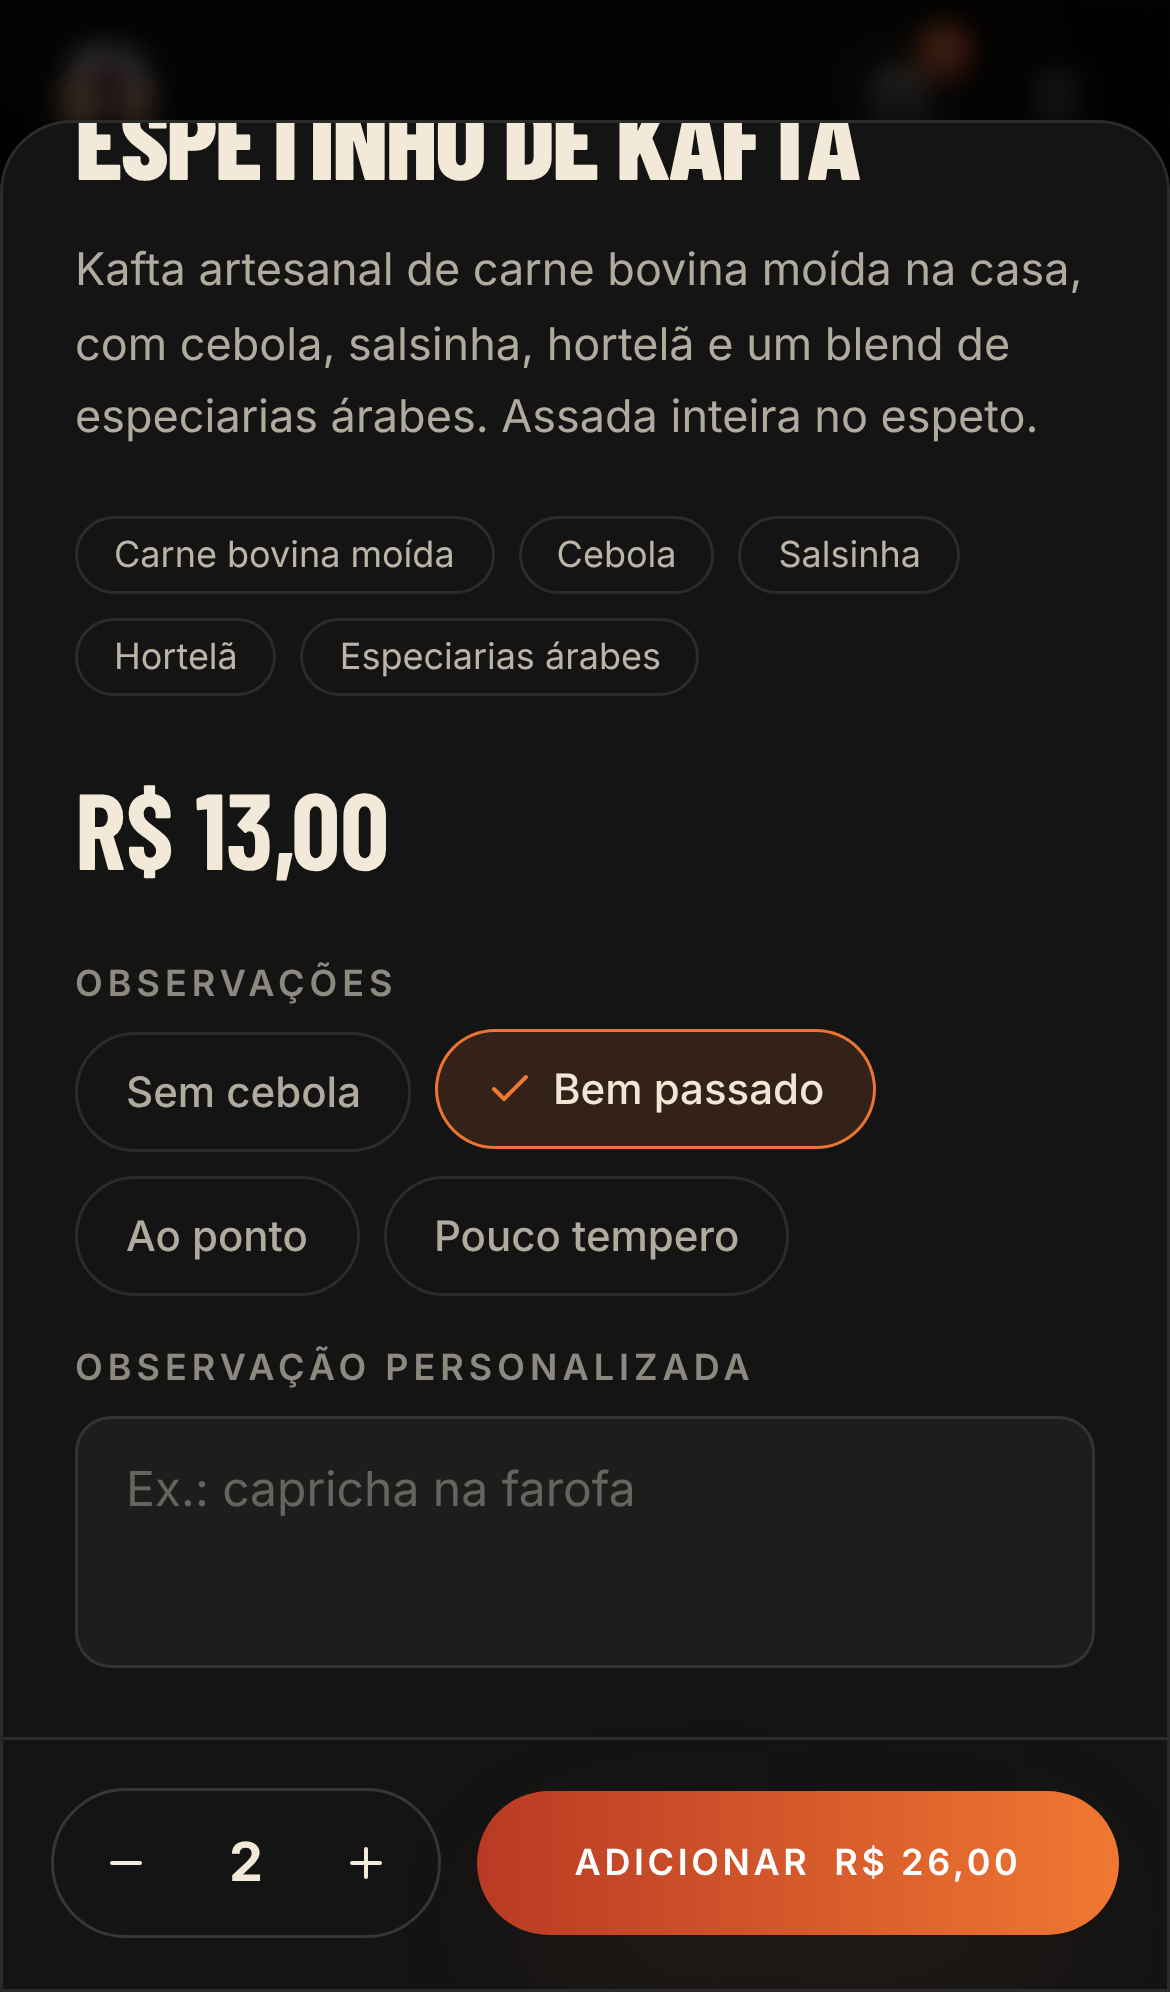 ESPETINHO DE KAFTA
Kafta artesanal de carne bovina moída na casa,
com cebola, salsinha, hortelã e um blend de
especiarias árabes. Assada inteira no espeto.
Carne bovina moída Cebola Salsinha
Hortelã Especiarias árabes
R$ 13,00
OBSERVAÇÕES
Sem cebola Bem passado
Ao ponto Pouco tempero
OBSERVAÇÃO PERSONALIZADA
Ex.: capricha na farofa
2 ADICIONAR R$ 26,00